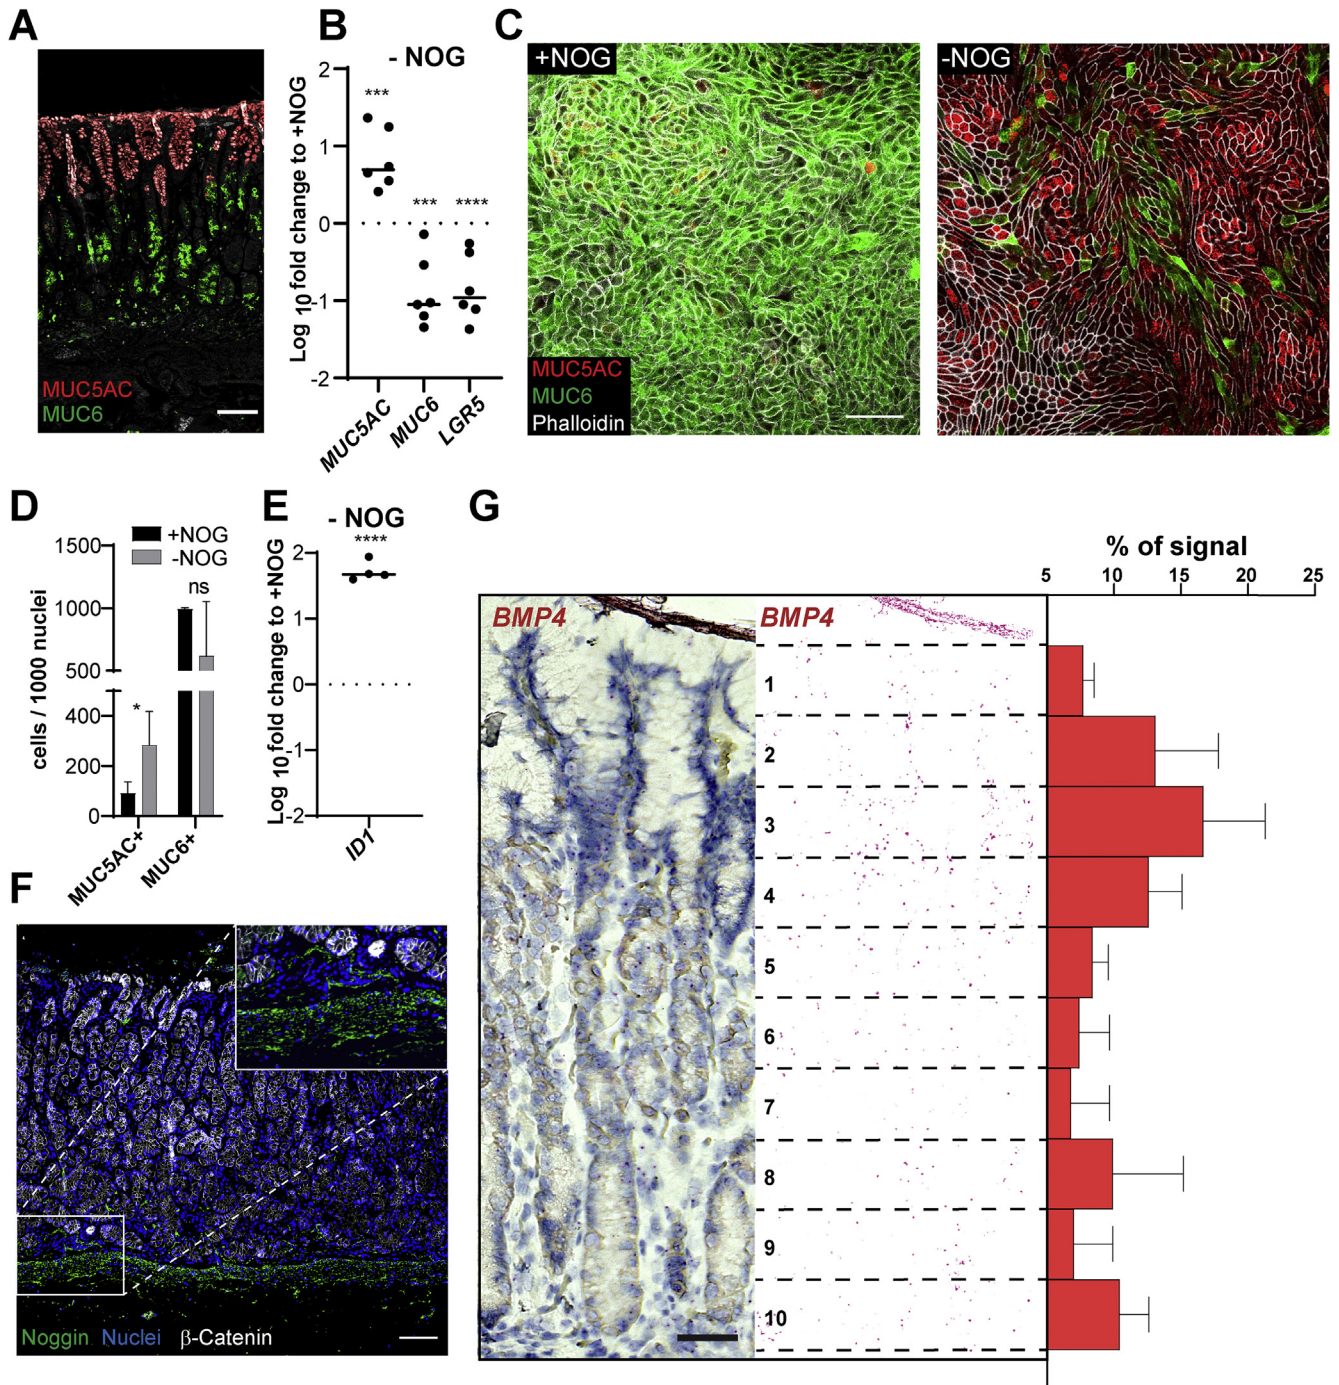 A
MUC5AC
MUC6
B
- NOG
Log 10 fold change to +NOG
2
1
0
-1
-2
***
***
****
MUC5AC
MUC6
LGR5
C
+NOG
MUC5AC
MUC6
Phalloidin
-NOG
D
+NOG
-NOG
cells / 1000 nuclei
1500
1000
500
400
200
0
*
ns
MUC5AC+
MUC6+
E
- NOG
****
Log 10 fold change to +NOG
2
1
0
-1
-2
ID1
F
Noggin Nuclei β-Catenin
G
% of signal
5 10 15 20 25
BMP4
BMP4
1
2
3
4
5
6
7
8
9
10